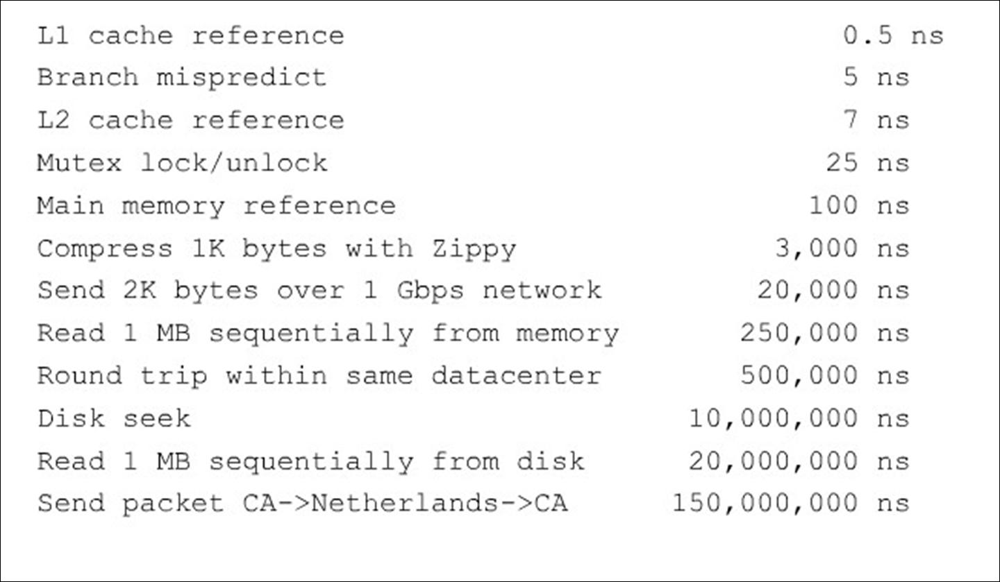 L1 cache reference 0.5 ns
Branch mispredict 5 ns
L2 cache reference 7 ns
Mutex lock/unlock 25 ns
Main memory reference 100 ns
Compress 1K bytes with Zippy 3,000 ns
Send 2K bytes over 1 Gbps network 20,000 ns
Read 1 MB sequentially from memory 250,000 ns
Round trip within same datacenter 500,000 ns
Disk seek 10,000,000 ns
Read 1 MB sequentially from disk 20,000,000 ns
Send packet CA->Netherlands->CA 150,000,000 ns